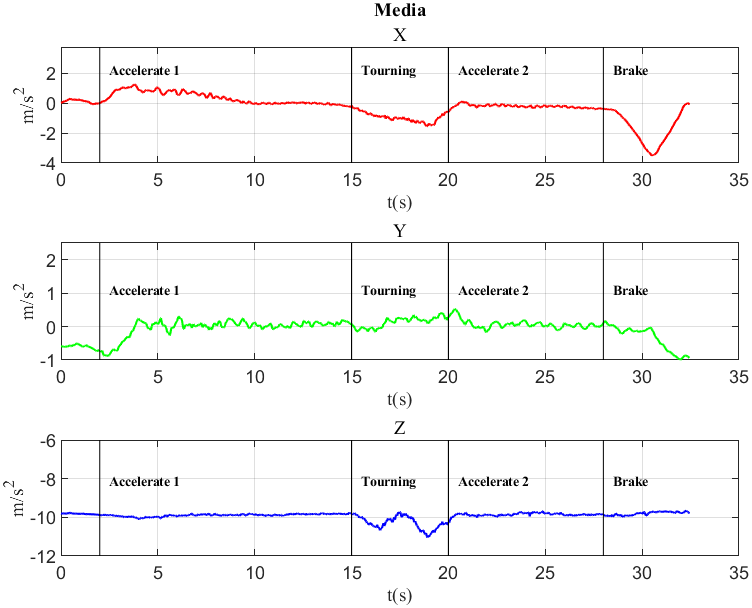 Media
X
Accelerate 1 Tourning Accelerate 2 Brake
2
0
-2
-4
m/s²
0 5 10 15 20 25 30 35
t(s)
Y
Accelerate 1 Tourning Accelerate 2 Brake
2
1
0
-1
m/s²
0 5 10 15 20 25 30 35
t(s)
Z
-6
Accelerate 1 Tourning Accelerate 2 Brake
-8
-10
-12
m/s²
0 5 10 15 20 25 30 35
t(s)